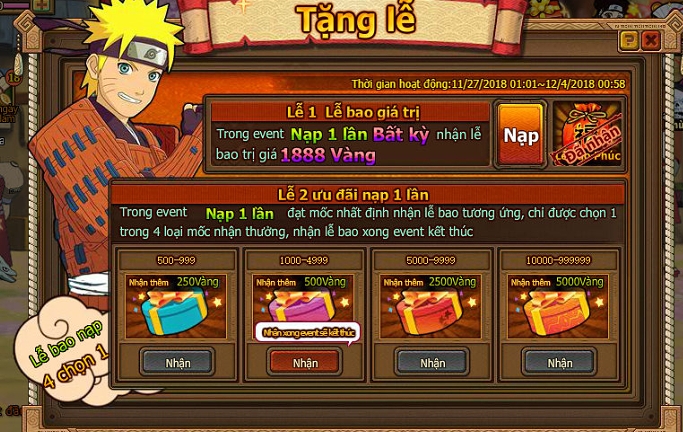 Tặng lễ
Thời gian hoạt động:11/27/2018 01:01~12/4/2018 00:58
Lễ 1 Lễ bao giá trị
Trong event Nạp 1 lần Bất kỳ nhận lễ
bao trị giá 1888 Vàng
Nạp
Đã nhận
Phúc
Lễ 2 ưu đãi nạp 1 lần
Trong event Nạp 1 lần đạt mốc nhất định nhận lễ bao tương ứng, chỉ được chọn 1
trong 4 loại mốc nhận thưởng, nhận lễ bao xong event kết thúc
500-999
1000-4999
5000-9999
10000-999999
Nhận thêm 250Vàng
Nhận thêm 500Vàng
Nhận thêm 2500Vàng
Nhận thêm 5000Vàng
Nhận xong event sẽ kết thúc
Nhận
Nhận
Nhận
Nhận
Lễ bao nạp
4 chọn 1